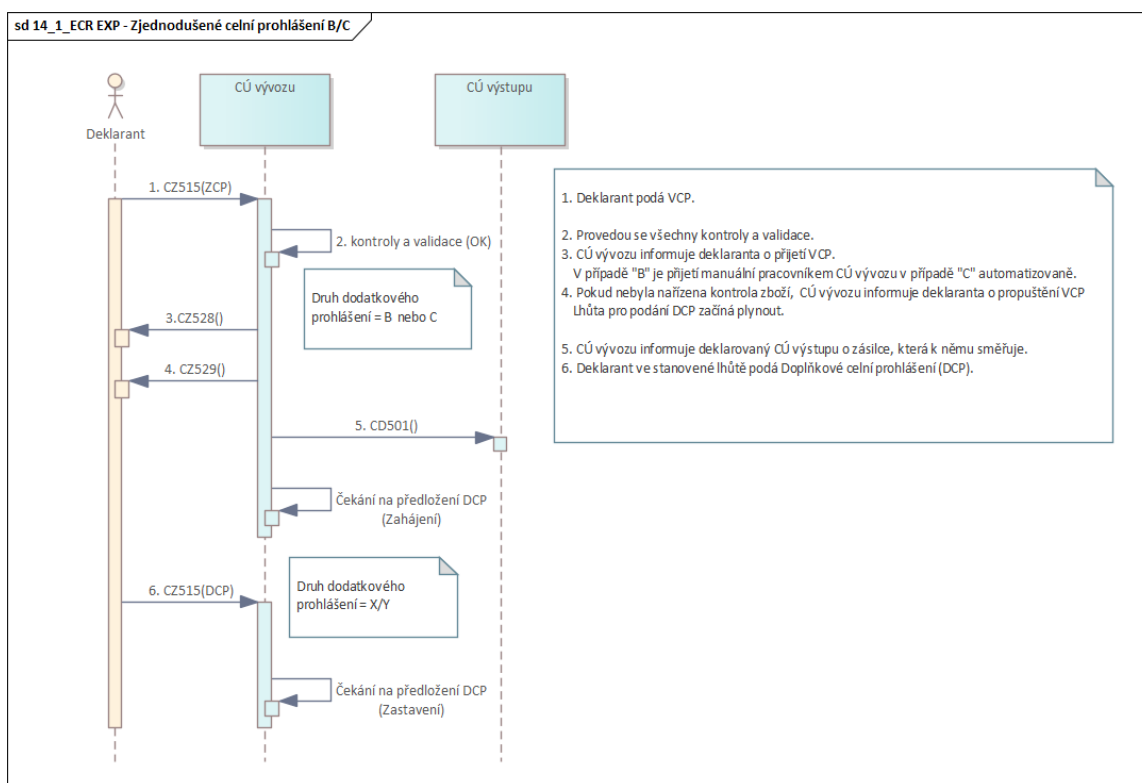 sd 14_1_ECR EXP - Zjednodušené celní prohlášení B/C
CÚ vývozu
CÚ výstupu
Deklarant
1. CZ515(ZCP)
2. kontroly a validace (OK)
Druh dodatkového
prohlášení = B nebo C
3.CZ528()
4. CZ529()
5. CD501()
Čekání na předložení DCP
(Zahájení)
6. CZ515(DCP)
Druh dodatkového
prohlášení = X/Y
Čekání na předložení DCP
(Zastavení)
1. Deklarant podá VCP.
2. Provedou se všechny kontroly a validace.
3. CÚ vývozu informuje deklaranta o přijetí VCP.
V případě "B" je přijetí manuální pracovníkem CÚ vývozu v případě "C" automatizovaně.
4. Pokud nebyla nařízena kontrola zboží, CÚ vývozu informuje deklaranta o propuštění VCP
Lhůta pro podání DCP začíná plynout.
5. CÚ vývozu informuje deklarovaný CÚ výstupu o zásilce, která k němu směřuje.
6. Deklarant ve stanovené lhůtě podá Doplňkové celní prohlášení (DCP).